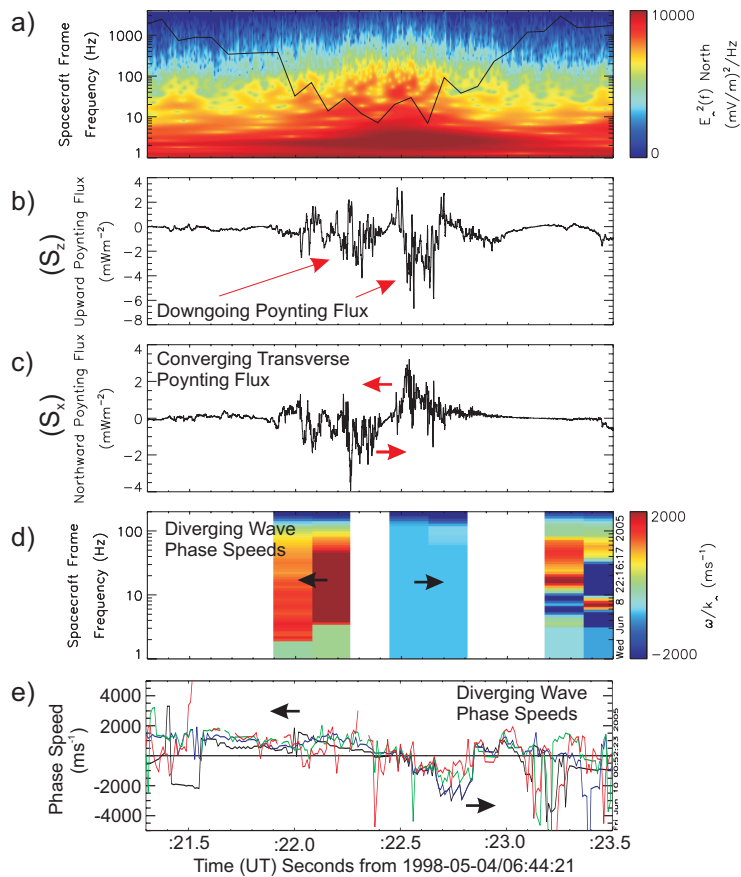 a)
Spacecraft Frame
Frequency (Hz)
1000
100
10
1
10000
0
E⊥²(f) North
(mV/m)²/Hz
b)
(Sz)
Upward Poynting Flux
(mWm⁻²)
4
2
0
−2
−4
−6
−8
Downgoing Poynting Flux
c)
(Sx)
Northward Poynting Flux
(mWm⁻²)
4
2
0
−2
−4
Converging Transverse
Poynting Flux
d)
Spacecraft Frame
Frequency (Hz)
100
10
1
Diverging Wave
Phase Speeds
Wed Jun 8 22:16:17 2005
2000
−2000
ω/k⊥ (ms⁻¹)
e)
Phase Speed
(ms⁻¹)
4000
2000
0
-2000
-4000
Diverging Wave
Phase Speeds
:21.5
:22.0
:22.5
:23.0
:23.5
Time (UT) Seconds from 1998-05-04/06:44:21